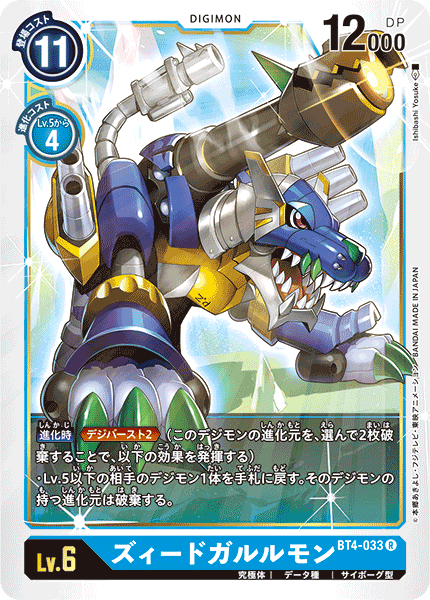 DIGIMON
登場コスト
11
12000
DP
進化コスト
Lv.5から
4
Ishibashi Yosuke
進化時 デジバースト2 (このデジモンの進化元を、選んで2枚破
棄することで、以下の効果を発揮する)
・Lv.5以下の相手のデジモン1体を手札に戻す。そのデジモンの
持つ進化元は破棄する。
©本郷あきよし・フジテレビ・東映アニメーション BANDAI MADE IN JAPAN
BT4-033 R
Lv.6
ズィードガルルモン
究極体 | データ種 | サイボーグ型